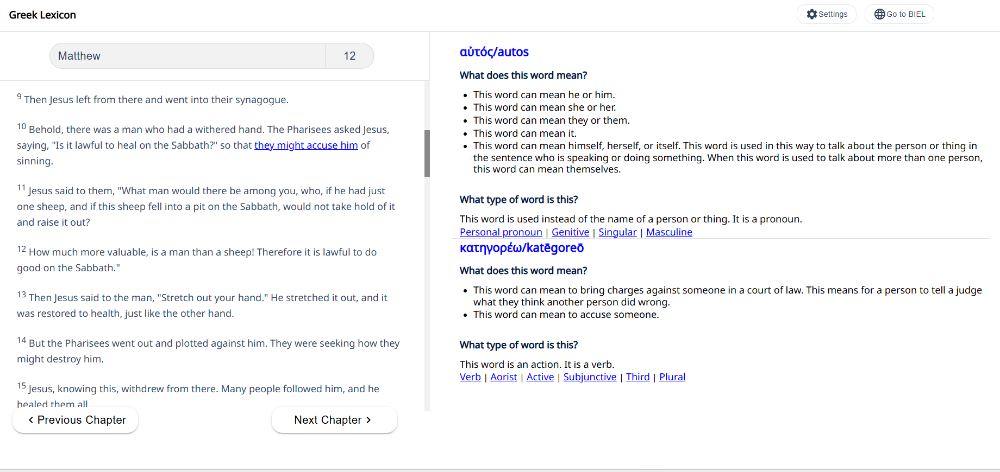 Greek Lexicon
Settings
Go to BIEL
Matthew
12
9 Then Jesus left from there and went into their synagogue.
10 Behold, there was a man who had a withered hand. The Pharisees asked Jesus,
saying, "Is it lawful to heal on the Sabbath?" so that they might accuse him of
sinning.
11 Jesus said to them, "What man would there be among you, who, if he had just
one sheep, and if this sheep fell into a pit on the Sabbath, would not take hold of it
and raise it out?
12 How much more valuable, is a man than a sheep! Therefore it is lawful to do
good on the Sabbath."
13 Then Jesus said to the man, "Stretch out your hand." He stretched it out, and it
was restored to health, just like the other hand.
14 But the Pharisees went out and plotted against him. They were seeking how they
might destroy him.
15 Jesus, knowing this, withdrew from there. Many people followed him, and he
healed them all
< Previous Chapter
Next Chapter >
αὐτός/autos
What does this word mean?
• This word can mean he or him.
• This word can mean she or her.
• This word can mean they or them.
• This word can mean it.
• This word can mean himself, herself, or itself. This word is used in this way to talk about the person or thing in
the sentence who is speaking or doing something. When this word is used to talk about more than one person,
this word can mean themselves.
What type of word is this?
This word is used instead of the name of a person or thing. It is a pronoun.
Personal pronoun | Genitive | Singular | Masculine
κατηγορέω/katēgoreō
What does this word mean?
• This word can mean to bring charges against someone in a court of law. This means for a person to tell a judge
what they think another person did wrong.
• This word can mean to accuse someone.
What type of word is this?
This word is an action. It is a verb.
Verb | Aorist | Active | Subjunctive | Third | Plural